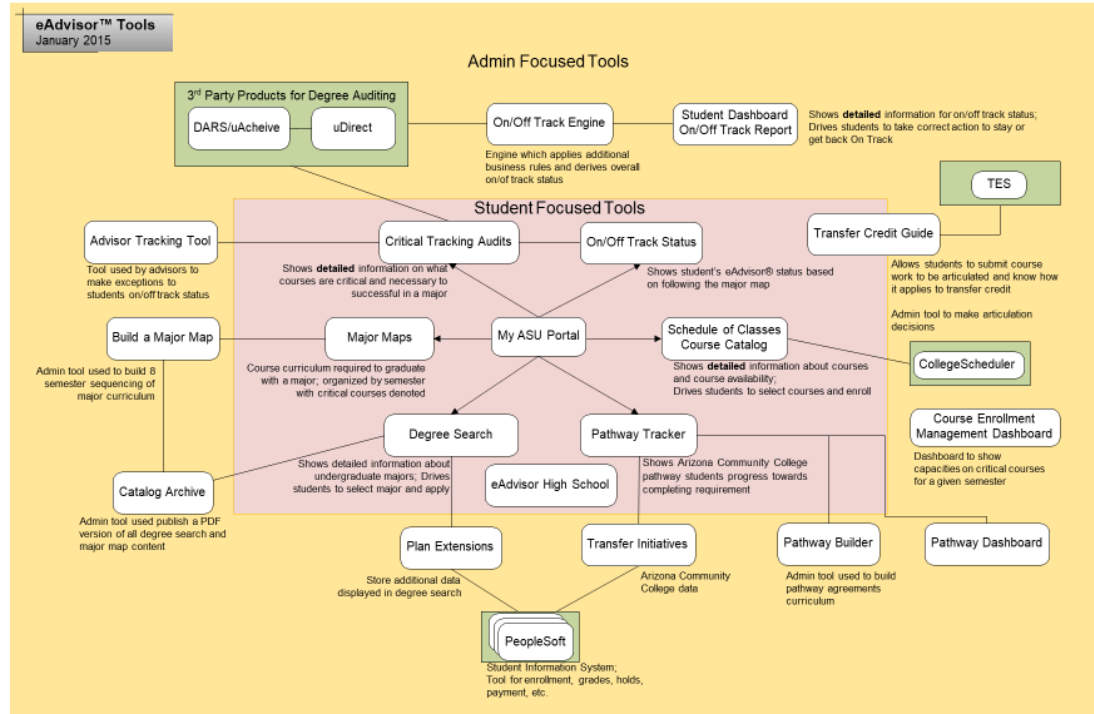 eAdvisor™ Tools
January 2015
Admin Focused Tools
3rd Party Products for Degree Auditing
DARS/uAcheive
uDirect
On/Off Track Engine
Engine which applies additional
business rules and derives overall
on/of track status
Student Dashboard
On/Off Track Report
Shows detailed information for on/off track status;
Drives students to take correct action to stay or
get back On Track
TES
Student Focused Tools
Advisor Tracking Tool
Tool used by advisors to
make exceptions to
students on/off track status
Critical Tracking Audits
Shows detailed information on what
courses are critical and necessary to
successful in a major
On/Off Track Status
Shows student's eAdvisor® status based
on following the major map
Transfer Credit Guide
Allows students to submit course
work to be articulated and know how
it applies to transfer credit
Admin tool to make articulation
decisions
Build a Major Map
Admin tool used to build 8
semester sequencing of
major curriculum
Major Maps
Course curriculum required to graduate
with a major; organized by semester
with critical courses denoted
My ASU Portal
Schedule of Classes
Course Catalog
Shows detailed information about courses
and course availability;
Drives students to select courses and enroll
CollegeScheduler
Degree Search
Shows detailed information about
undergraduate majors; Drives
students to select major and apply
Pathway Tracker
Shows Arizona Community College
pathway students progress towards
completing requirement
Course Enrollment
Management Dashboard
Dashboard to show
capacities on critical courses
for a given semester
eAdvisor High School
Catalog Archive
Admin tool used publish a PDF
version of all degree search and
major map content
Plan Extensions
Store additional data
displayed in degree search
Transfer Initiatives
Arizona Community
College data
Pathway Builder
Admin tool used to build
pathway agreements
curriculum
Pathway Dashboard
PeopleSoft
Student Information System;
Tool for enrollment, grades, holds,
payment, etc.